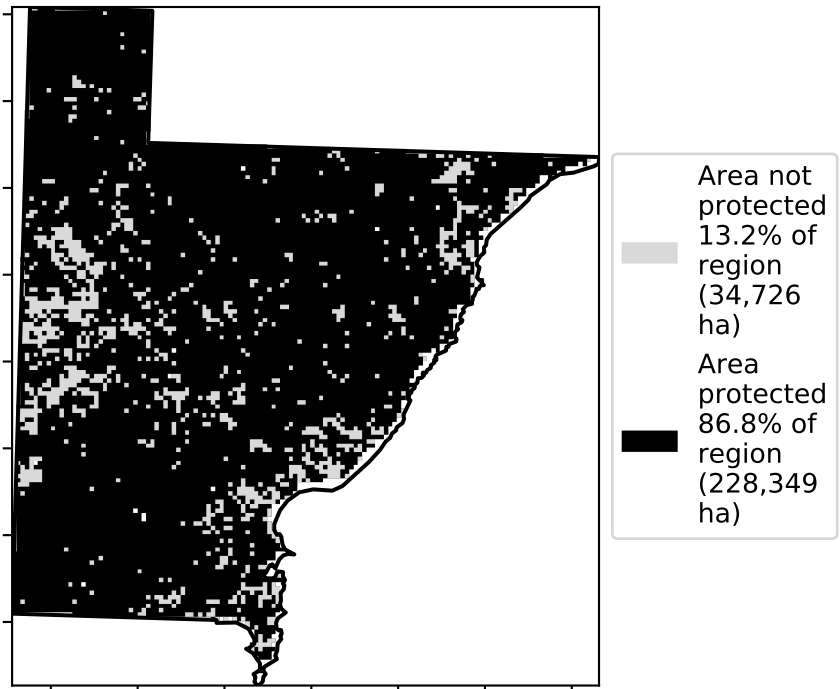 Area not
protected
13.2% of
region
(34,726
ha)
Area
protected
86.8% of
region
(228,349
ha)